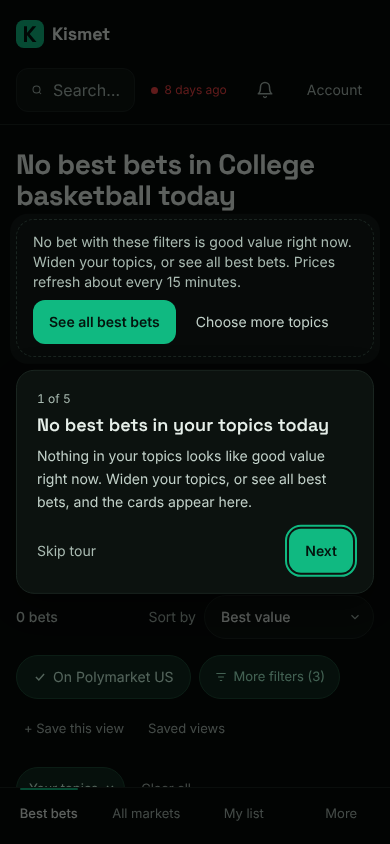 Kismet
Search...
8 days ago
Account
No best bets in College
basketball today
No bet with these filters is good value right now.
Widen your topics, or see all best bets. Prices
refresh about every 15 minutes.
See all best bets
Choose more topics
1 of 5
No best bets in your topics today
Nothing in your topics looks like good value
right now. Widen your topics, or see all best
bets, and the cards appear here.
Skip tour
Next
0 bets
Sort by
Best value
On Polymarket US
More filters (3)
+ Save this view
Saved views
Your topics
Clear all
Best bets
All markets
My list
More